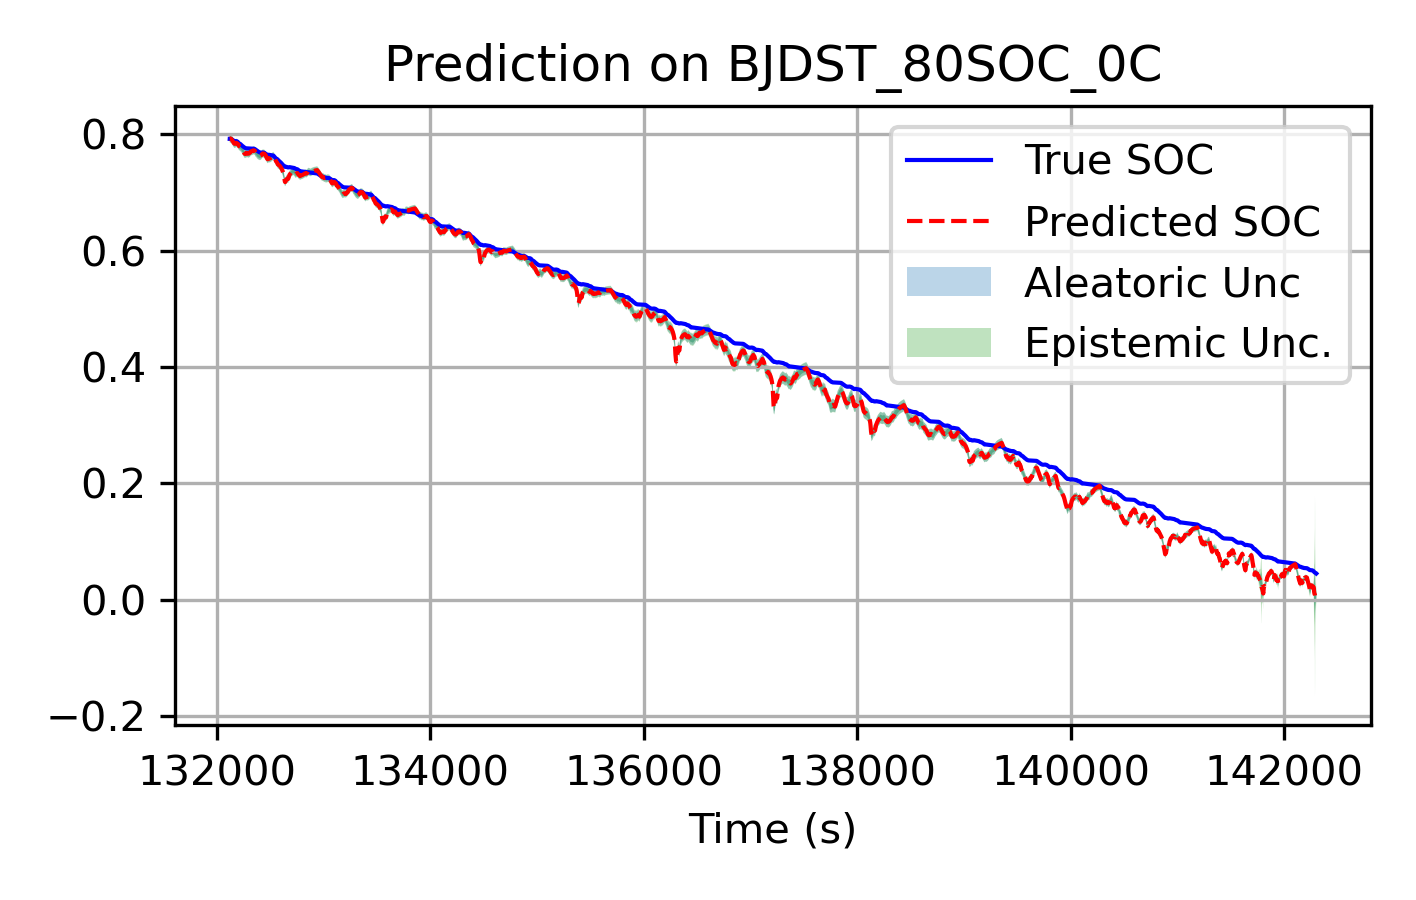 Prediction on BJDST_80SOC_0C
0.8
0.6
0.4
0.2
0.0
−0.2
True SOC
Predicted SOC
Aleatoric Unc
Epistemic Unc.
132000 134000 136000 138000 140000 142000
Time (s)